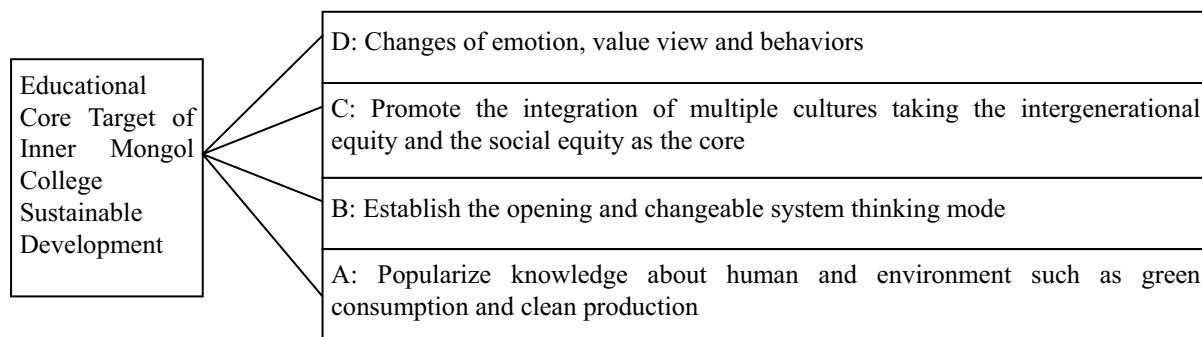 Educational
Core Target of
Inner Mongol
College
Sustainable
Development
D: Changes of emotion, value view and behaviors
C: Promote the integration of multiple cultures taking the intergenerational
equity and the social equity as the core
B: Establish the opening and changeable system thinking mode
A: Popularize knowledge about human and environment such as green
consumption and clean production